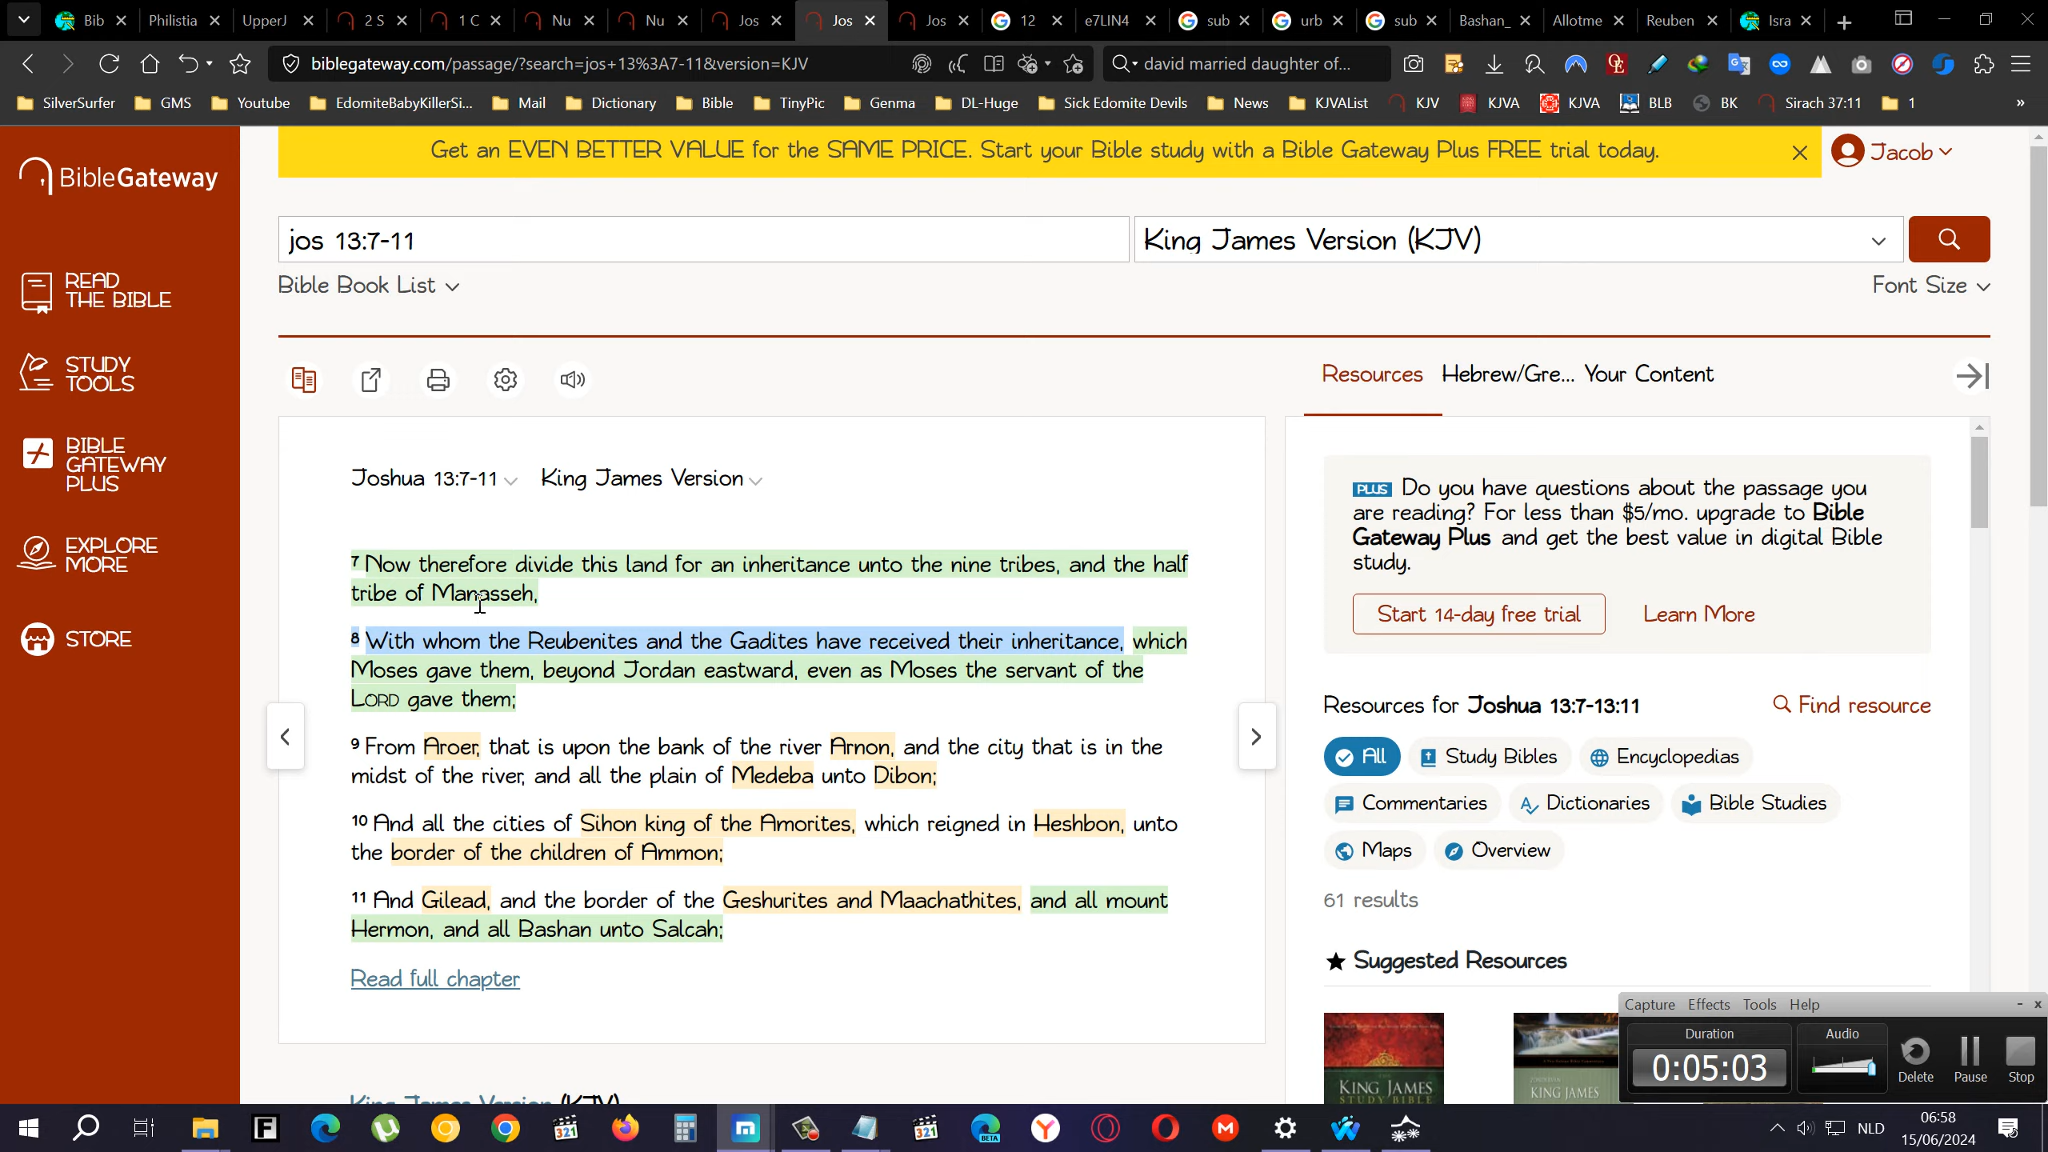 Bib
Philistia
UpperJ
2 S
1 C
Nu
Nu
Jos
Jos
Jos
12
e7LIN4
sub
urb
sub
Bashan_
Allotme
Reuben
Isra
biblegateway.com/passage/?search=jos+13%3A7-11&version=KJV
david married daughter of...
SilverSurfer
GMS
Youtube
EdomiteBabyKillerSi...
Mail
Dictionary
Bible
TinyPic
Genma
DL-Huge
Sick Edomite Devils
News
KJVAList
KJV
KJVA
KJVA
BLB
BK
Sirach 37:11
1
Get an EVEN BETTER VALUE for the SAME PRICE. Start your Bible study with a Bible Gateway Plus FREE trial today.
Jacob
BibleGateway
READ
THE BIBLE
STUDY
TOOLS
BIBLE
GATEWAY
PLUS
EXPLORE
MORE
STORE
jos 13:7-11
King James Version (KJV)
Bible Book List
Font Size
Resources
Hebrew/Gre...
Your Content
Joshua 13:7-11
King James Version
7 Now therefore divide this land for an inheritance unto the nine tribes, and the half
tribe of Manasseh,
8 With whom the Reubenites and the Gadites have received their inheritance, which
Moses gave them, beyond Jordan eastward, even as Moses the servant of the
LORD gave them;
9 From Aroer, that is upon the bank of the river Arnon, and the city that is in the
midst of the river, and all the plain of Medeba unto Dibon;
10 And all the cities of Sihon king of the Amorites, which reigned in Heshbon, unto
the border of the children of Ammon;
11 And Gilead, and the border of the Geshurites and Maachathites, and all mount
Hermon, and all Bashan unto Salcah;
Read full chapter
King James Version (KJV)
PLUS Do you have questions about the passage you
are reading? For less than $5/mo. upgrade to Bible
Gateway Plus and get the best value in digital Bible
study.
Start 14-day free trial
Learn More
Resources for Joshua 13:7-13:11
Find resource
All
Study Bibles
Encyclopedias
Commentaries
Dictionaries
Bible Studies
Maps
Overview
61 results
Suggested Resources
KING JAMES
STUDY BIBLE
KING JAMES
Capture
Effects
Tools
Help
Duration
0:05:03
Audio
Delete
Pause
Stop
321
321
BETA
NLD
06:58
15/06/2024